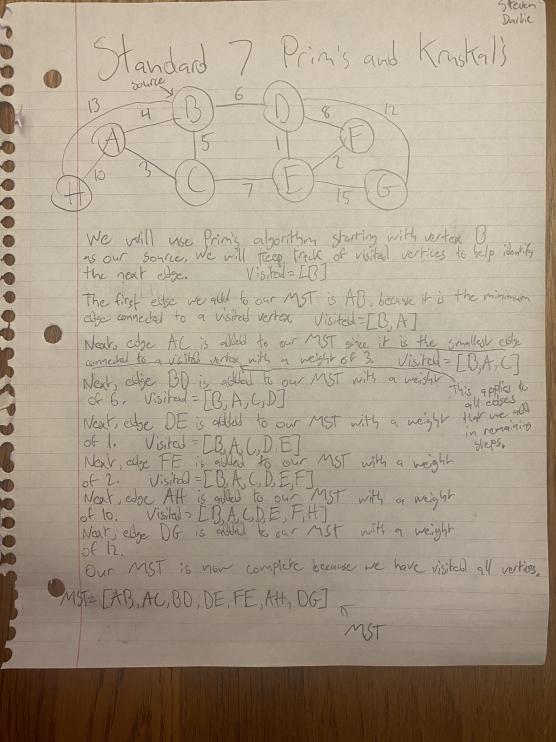 Steven
Durlie
Standard 7 Prim's and Kruskal's
source
13
4
6
8
12
B
D
A
F
5
1
10
3
2
H
C
7
E
15
G
We will use Prim's algorithm starting with vertex B
as our source, we will keep track of visited vertices to help identify
the next edge. Visited = [B]
The first edge we add to our MST is AB, because it is the minimum
edge connected to a visited vertex Visited = [B, A]
Next, edge AC is added to our MST since it is the smallest edge
connected to a visited vertex with a weight of 3. Visited = [B, A, C]
Next, edge BD is added to our MST with a weight
of 6. Visited = [B, A, C, D]
This applies to
all edges
that we add
in remaining
steps.
Next, edge DE is added to our MST with a weight
of 1. Visited = [B, A, C, D, E]
Next, edge FE is added to our MST with a weight
of 2. Visited = [B, A, C, D, E, F]
Next, edge AH is added to our MST with a weight
of 10. Visited = [B, A, C, D, E, F, H]
Next, edge DG is added to our MST with a weight
of 12.
Our MST is now complete because we have visited all vertices.
MST = [AB, AC, BD, DE, FE, AH, DG]
MST